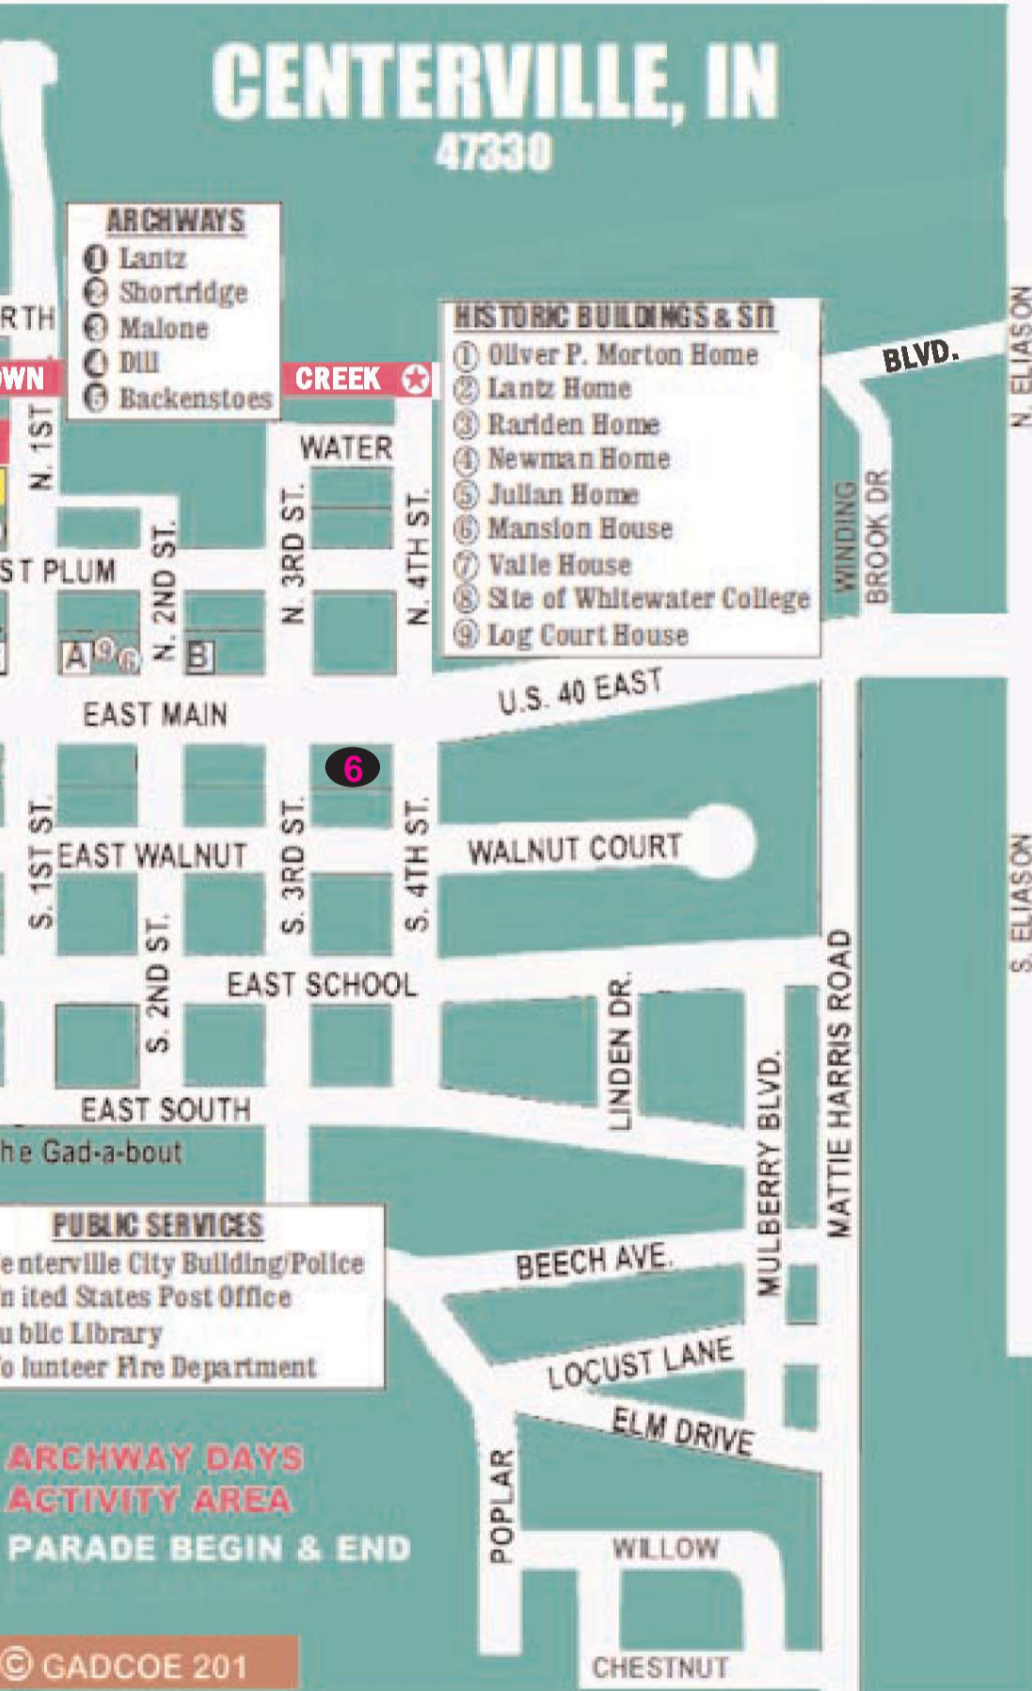 CENTERVILLE, IN
47330
ARCHWAYS
1 Lantz
2 Shortridge
3 Malone
4 Dill
5 Backenstoes
RTH
OWN
CREEK
N. 1ST
WATER
HISTORIC BUILDINGS & SIT
① Oliver P. Morton Home
② Lantz Home
③ Rariden Home
④ Newman Home
⑤ Julian Home
⑥ Mansion House
⑦ Vaile House
⑧ Site of Whitewater College
⑨ Log Court House
BLVD.
N. ELIASON
WINDING
BROOK DR
ST PLUM
N. 2ND ST.
N. 3RD ST.
N. 4TH ST.
A 9 6
B
EAST MAIN
U.S. 40 EAST
6
S. 1ST ST.
EAST WALNUT
S. 3RD ST.
S. 4TH ST.
WALNUT COURT
S. ELIASON
S. 2ND ST.
EAST SCHOOL
LINDEN DR.
MULBERRY BLVD.
MATTIE HARRIS ROAD
EAST SOUTH
he Gad-a-bout
PUBLIC SERVICES
enterville City Building/Police
nited States Post Office
ublic Library
olunteer Fire Department
BEECH AVE.
LOCUST LANE
ELM DRIVE
ARCHWAY DAYS
ACTIVITY AREA
PARADE BEGIN & END
POPLAR
WILLOW
CHESTNUT
© GADCOE 201